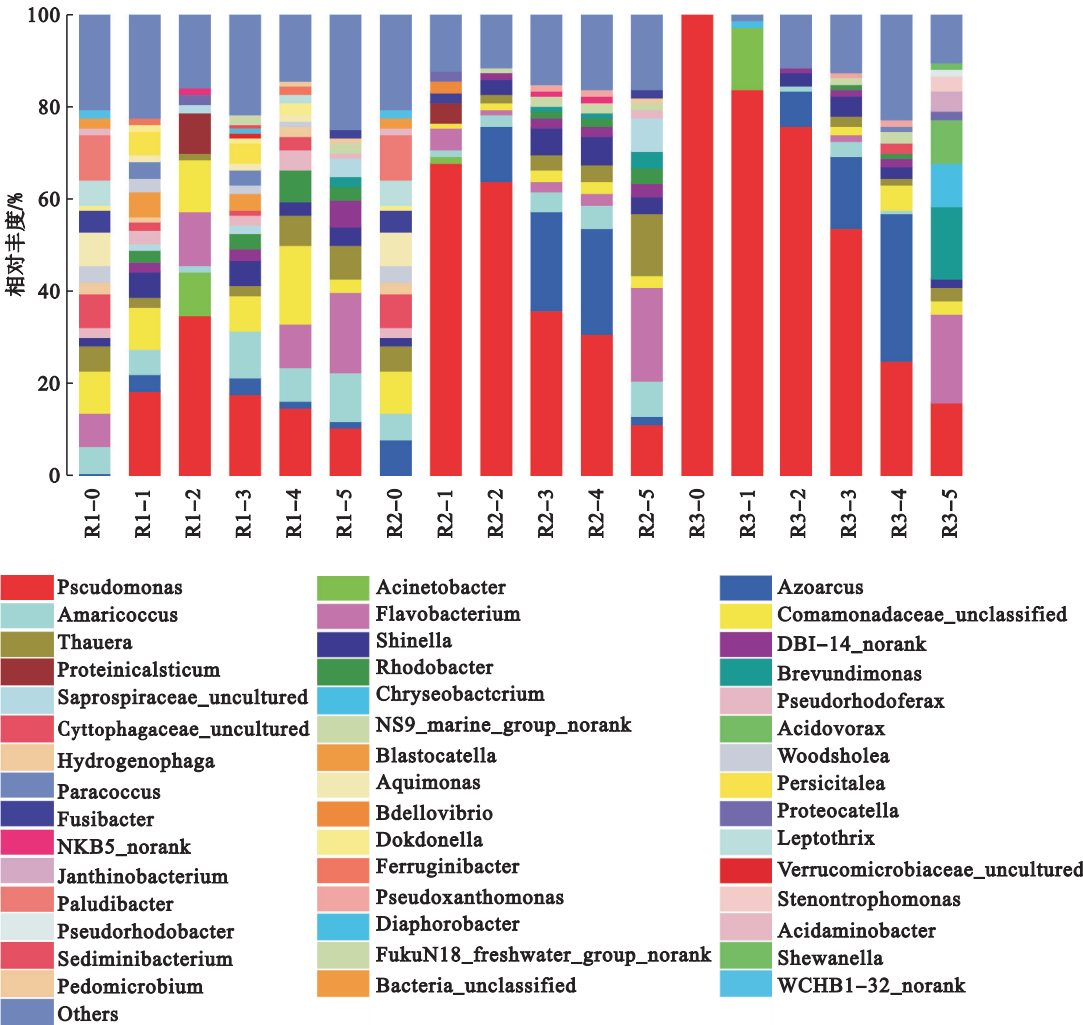 100
80
60
40
20
0
相对丰度/%
R1-0
R1-1
R1-2
R1-3
R1-4
R1-5
R2-0
R2-1
R2-2
R2-3
R2-4
R2-5
R3-0
R3-1
R3-2
R3-3
R3-4
R3-5
Pscudomonas
Amaricoccus
Thauera
Proteinicalsticum
Saprospiraceae_uncultured
Cyttophagaceae_uncultured
Hydrogenophaga
Paracoccus
Fusibacter
NKB5_norank
Janthinobacterium
Paludibacter
Pseudorhodobacter
Sediminibacterium
Pedomicrobium
Others
Acinetobacter
Flavobacterium
Shinella
Rhodobacter
Chryseobactcrium
NS9_marine_group_norank
Blastocatella
Aquimonas
Bdellovibrio
Dokdonella
Ferruginibacter
Pseudoxanthomonas
Diaphorobacter
FukuN18_freshwater_group_norank
Bacteria_unclassified
Azoarcus
Comamonadaceae_unclassified
DBI-14_norank
Brevundimonas
Pseudorhodoferax
Acidovorax
Woodsholea
Persicitalea
Proteocatella
Leptothrix
Verrucomicrobiaceae_uncultured
Stenontrophomonas
Acidaminobacter
Shewanella
WCHB1-32_norank